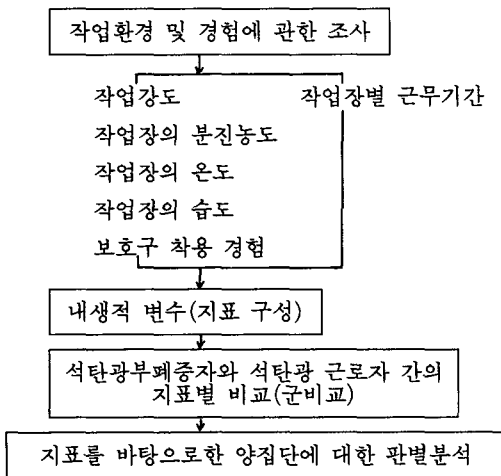 작업환경 및 경험에 관한 조사
작업강도 작업장별 근무기간
작업장의 분진농도
작업장의 온도
작업장의 습도
보호구 착용 경험
내생적 변수(지표 구성)
석탄광부폐증자와 석탄광 근로자 간의
지표별 비교(군비교)
지표를 바탕으로한 양집단에 대한 판별분석